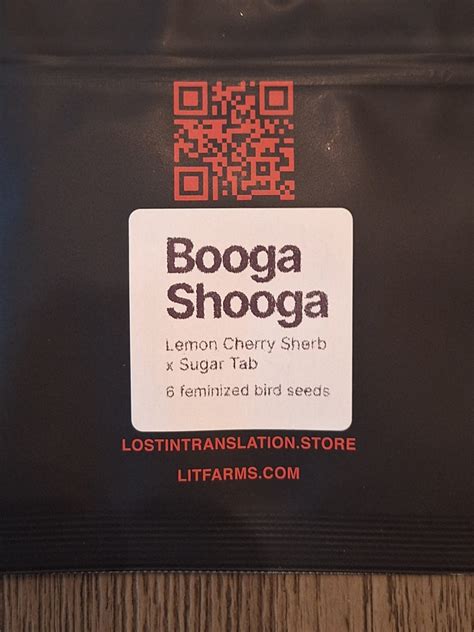 Booga
Shooga
Lemon Cherry Sherb
x Sugar Tab
6 feminized bird seeds
LOSTINTRANSLATION.STORE
LITFARMS.COM